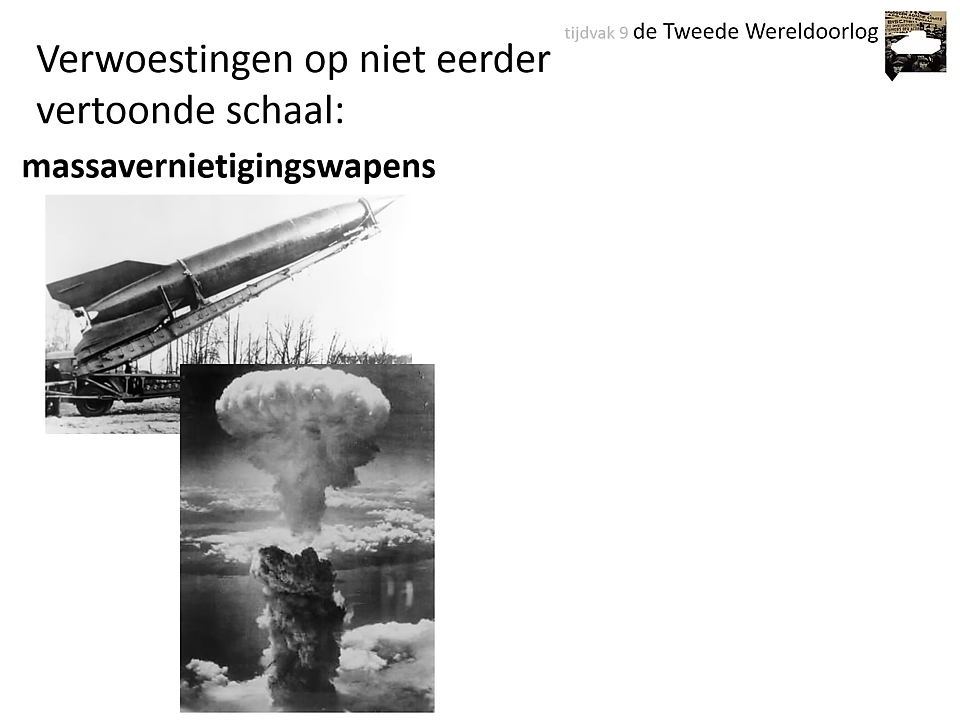 tijdvak 9 de Tweede Wereldoorlog
Verwoestingen op niet eerder
vertoonde schaal:
massavernietigingswapens